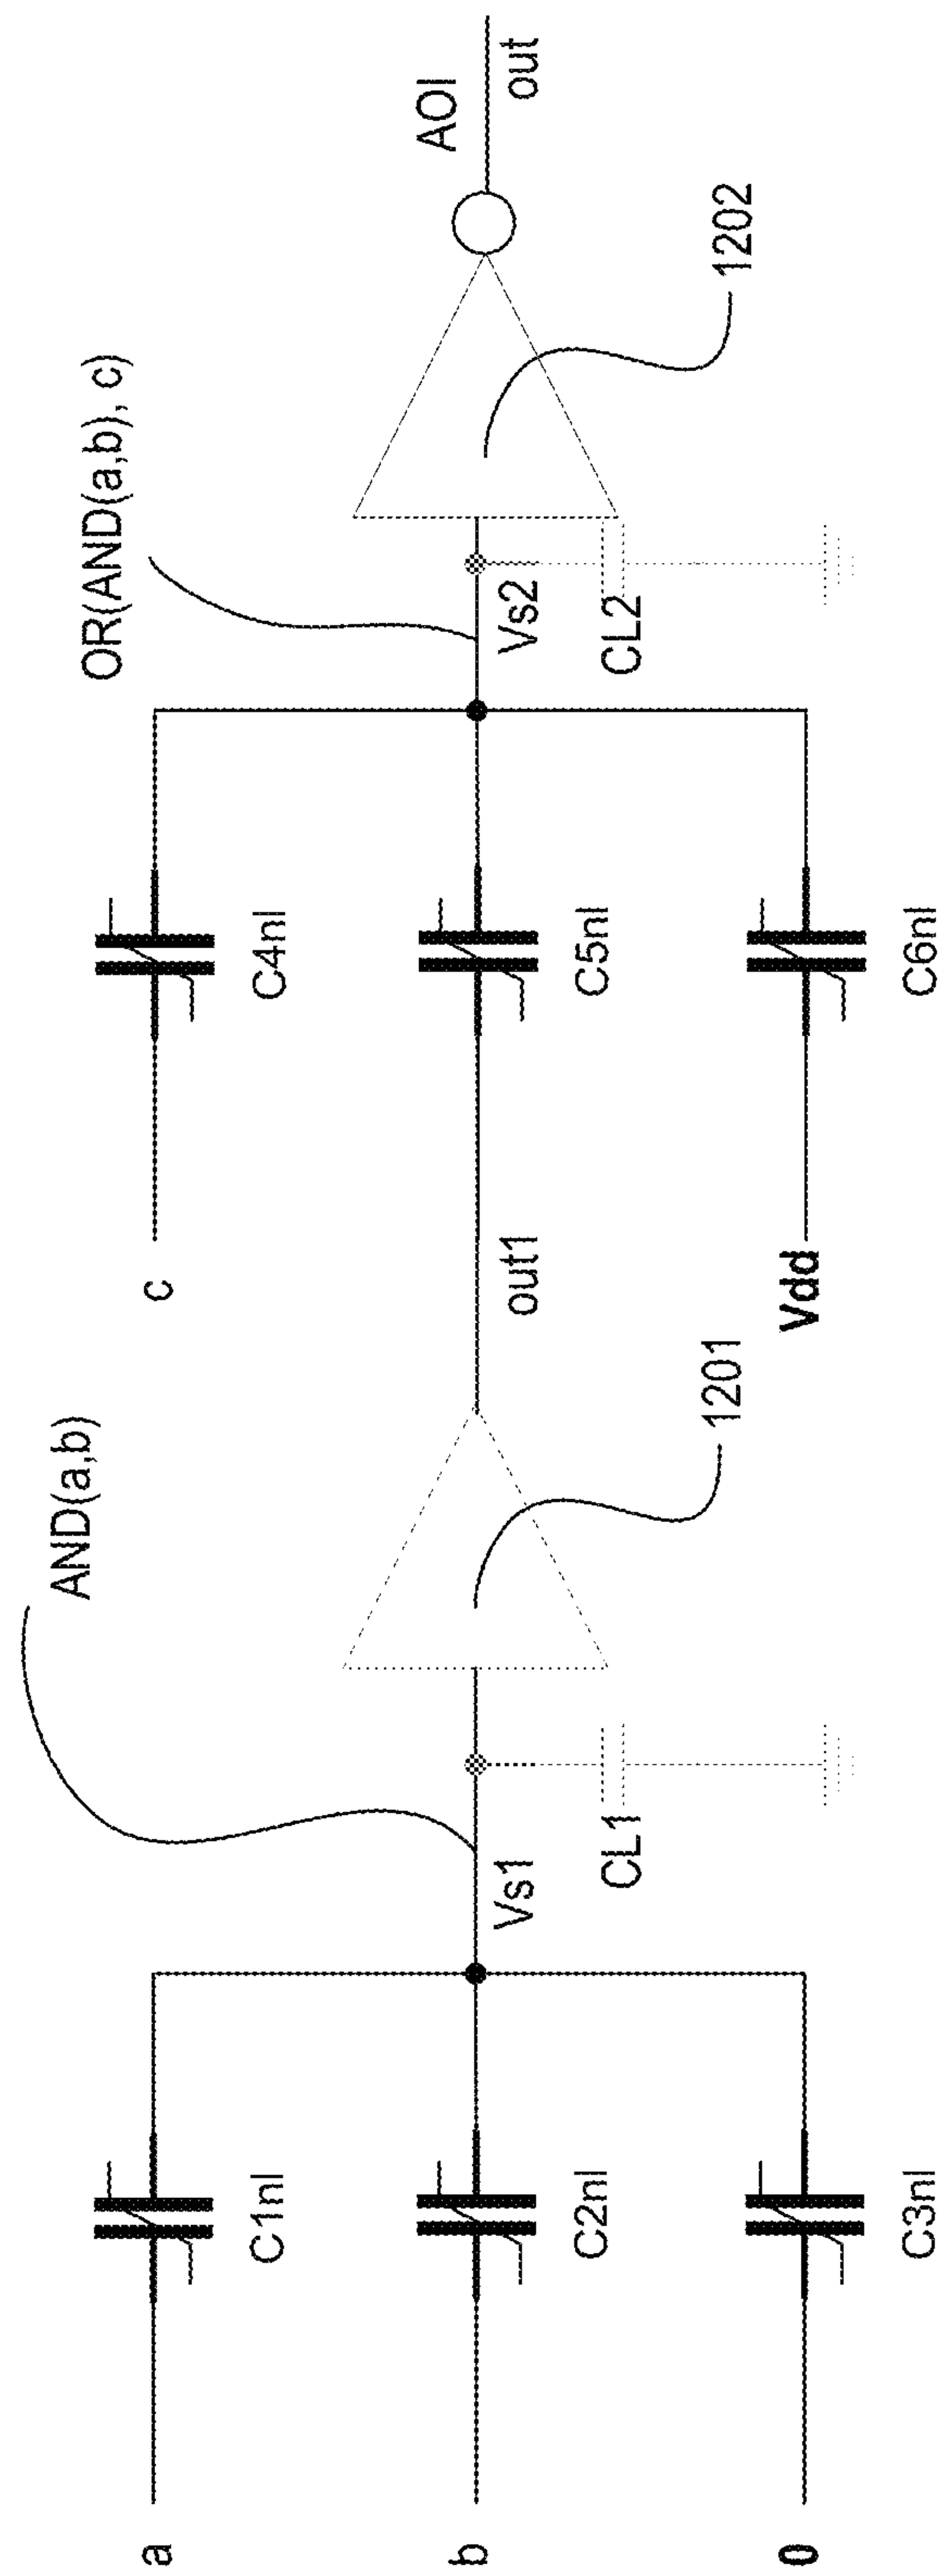 a
b
0
C1nl
C2nl
C3nl
AND(a,b)
Vs1
CL1
1201
out1
c
Vdd
C4nl
C5nl
C6nl
OR(AND(a,b), c)
Vs2
CL2
1202
AOI
out